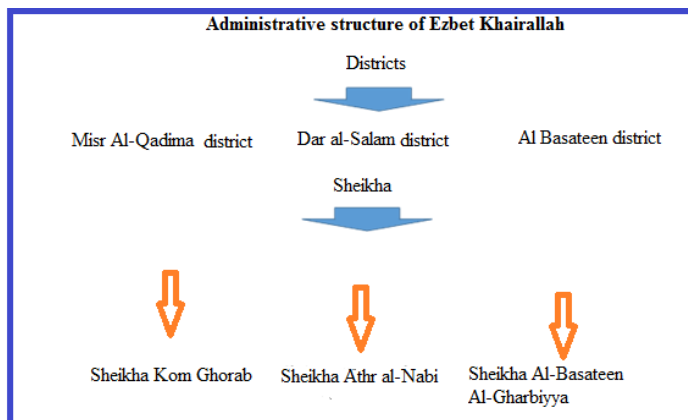 Administrative structure of Ezbet Khairallah
Districts
Misr Al-Qadima district
Dar al-Salam district
Al Basateen district
Sheikha
Sheikha Kom Ghorab
Sheikha Athr al-Nabi
Sheikha Al-Basateen
Al-Gharbiyya